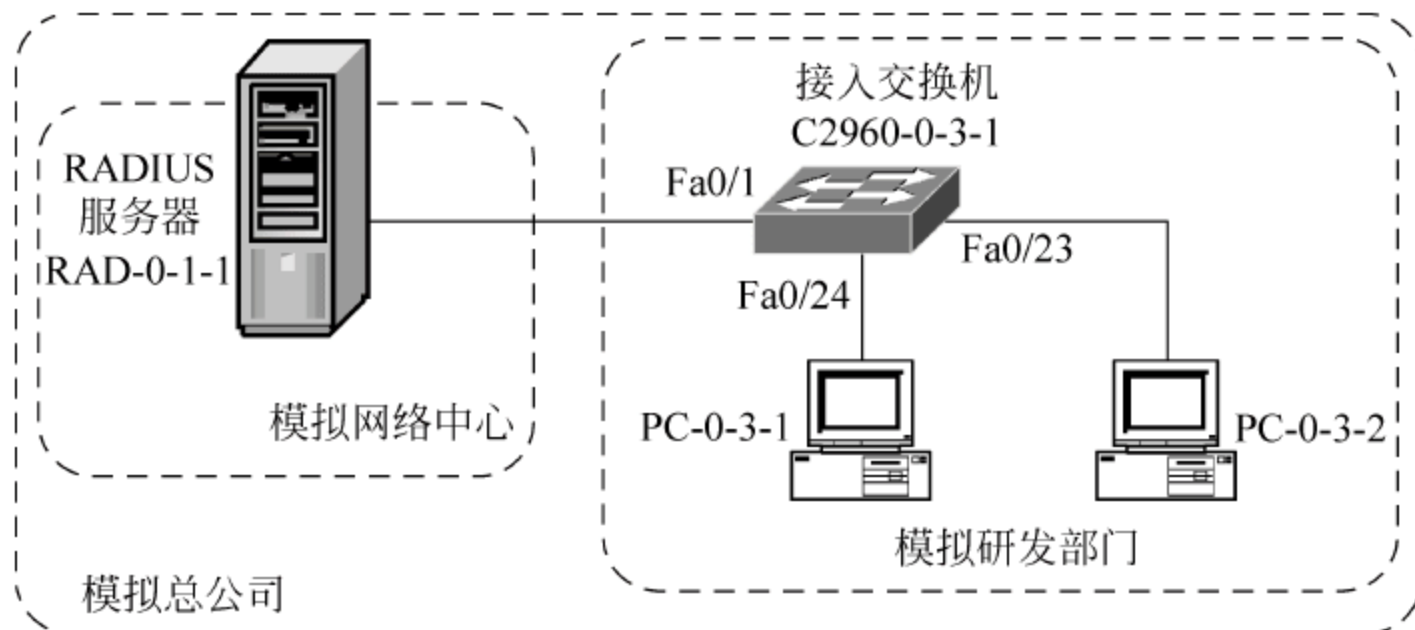 接入交换机
C2960-0-3-1
RADIUS
服务器
RAD-0-1-1
Fa0/1
Fa0/23
Fa0/24
模拟网络中心
PC-0-3-1
PC-0-3-2
模拟研发部门
模拟总公司